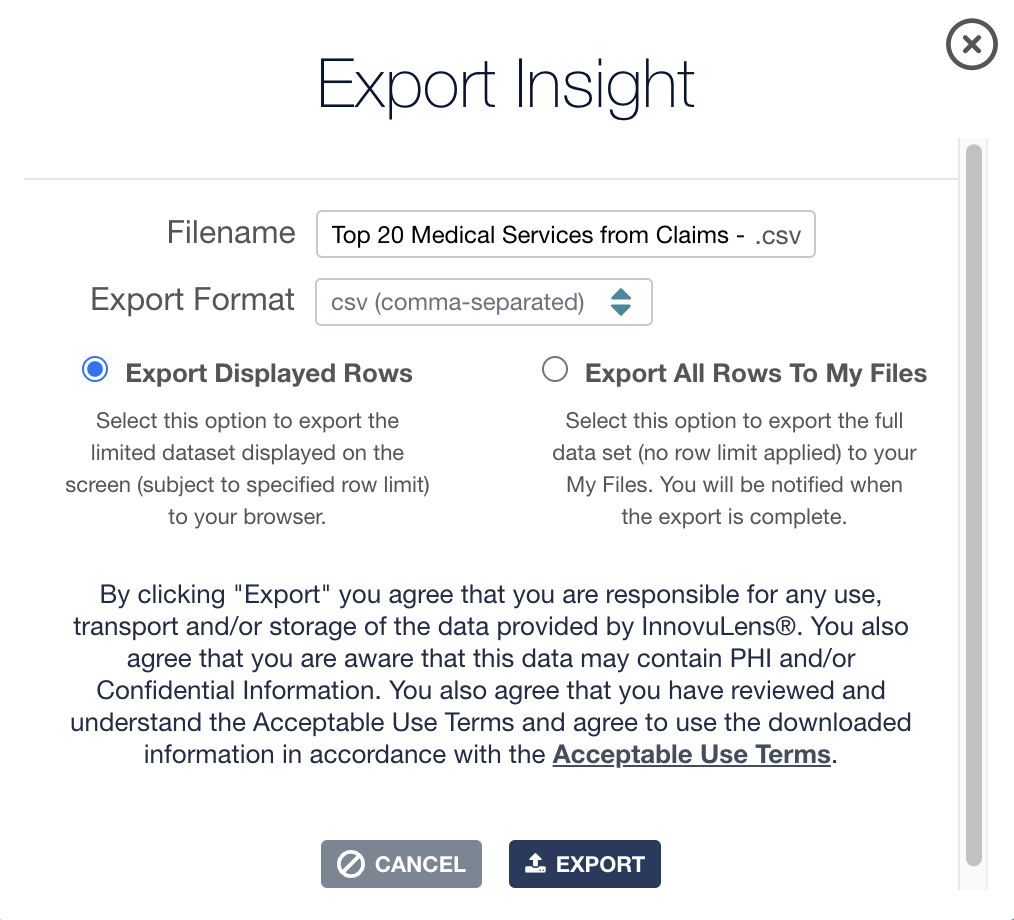 Export Insight
Filename Top 20 Medical Services from Claims - .csv
Export Format csv (comma-separated)
Export Displayed Rows
Select this option to export the
limited dataset displayed on the
screen (subject to specified row limit)
to your browser.
Export All Rows To My Files
Select this option to export the full
data set (no row limit applied) to your
My Files. You will be notified when
the export is complete.
By clicking "Export" you agree that you are responsible for any use,
transport and/or storage of the data provided by InnovuLens®. You also
agree that you are aware that this data may contain PHI and/or
Confidential Information. You also agree that you have reviewed and
understand the Acceptable Use Terms and agree to use the downloaded
information in accordance with the Acceptable Use Terms.
CANCEL EXPORT